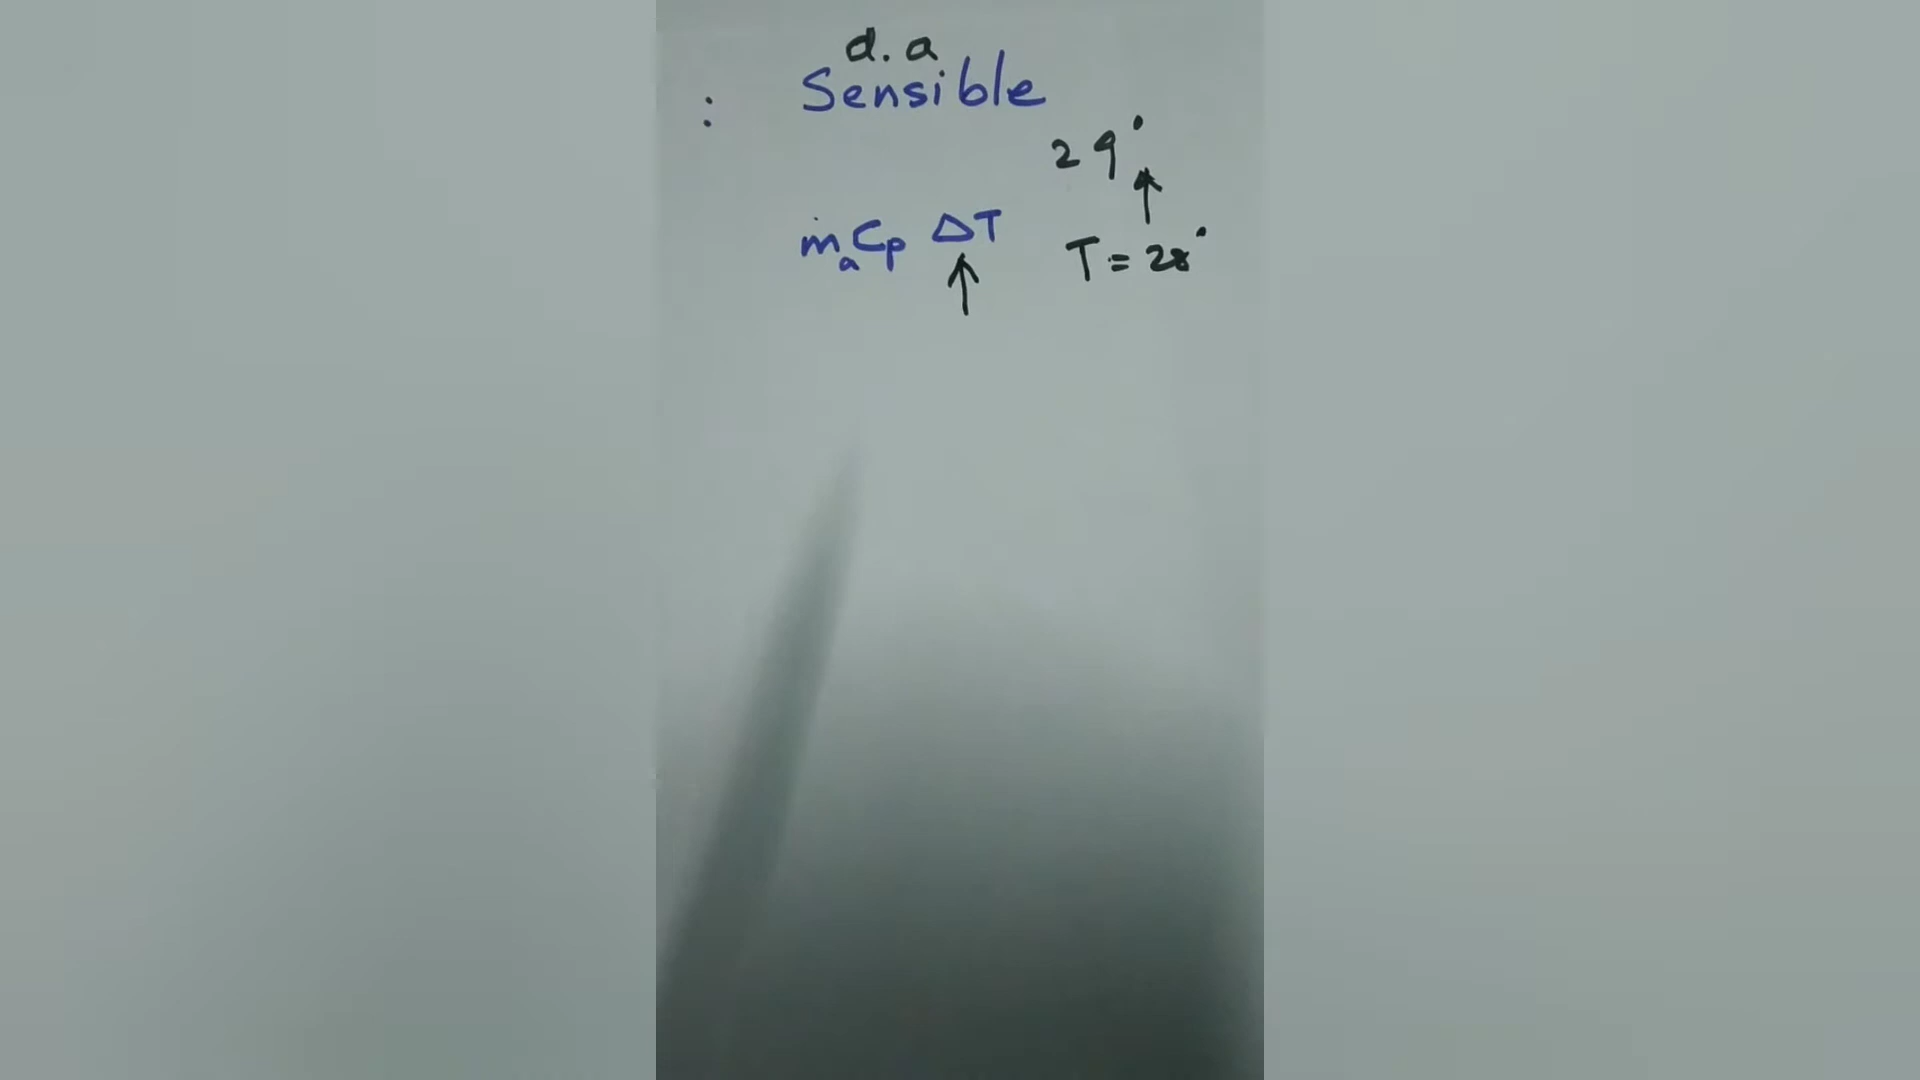 d. a
: Sensible
29°
ṁₐCp ΔT
T = 28°